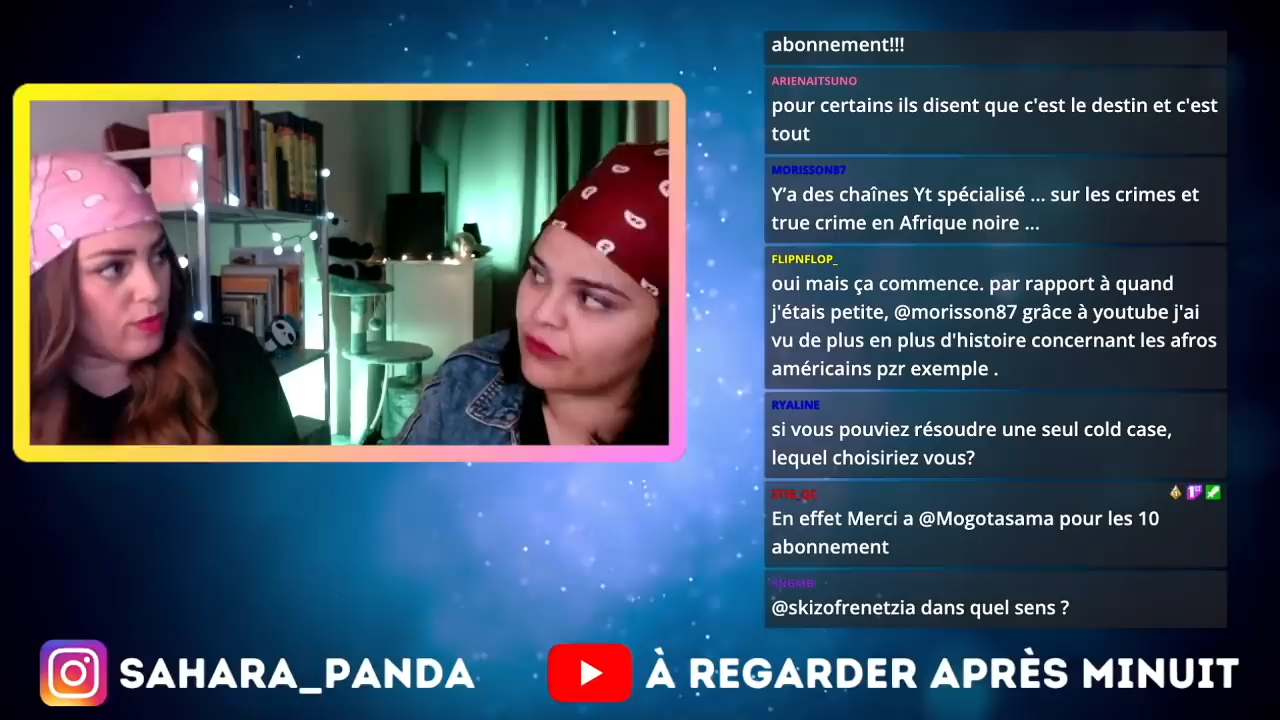 abonnement!!!
ARIENAITSUNO
pour certains ils disent que c'est le destin et c'est
tout
MORISSON87
Y'a des chaînes Yt spécialisé ... sur les crimes et
true crime en Afrique noire ...
FLIPNFLOP_
oui mais ça commence. par rapport à quand
j'étais petite, @morisson87 grâce à youtube j'ai
vu de plus en plus d'histoire concernant les afros
américains pzr exemple .
RYALINE
si vous pouviez résoudre une seul cold case,
lequel choisiriez vous?
En effet Merci a @Mogotasama pour les 10
abonnement
@skizofrenetzia dans quel sens ?
SAHARA_PANDA
À REGARDER APRÈS MINUIT